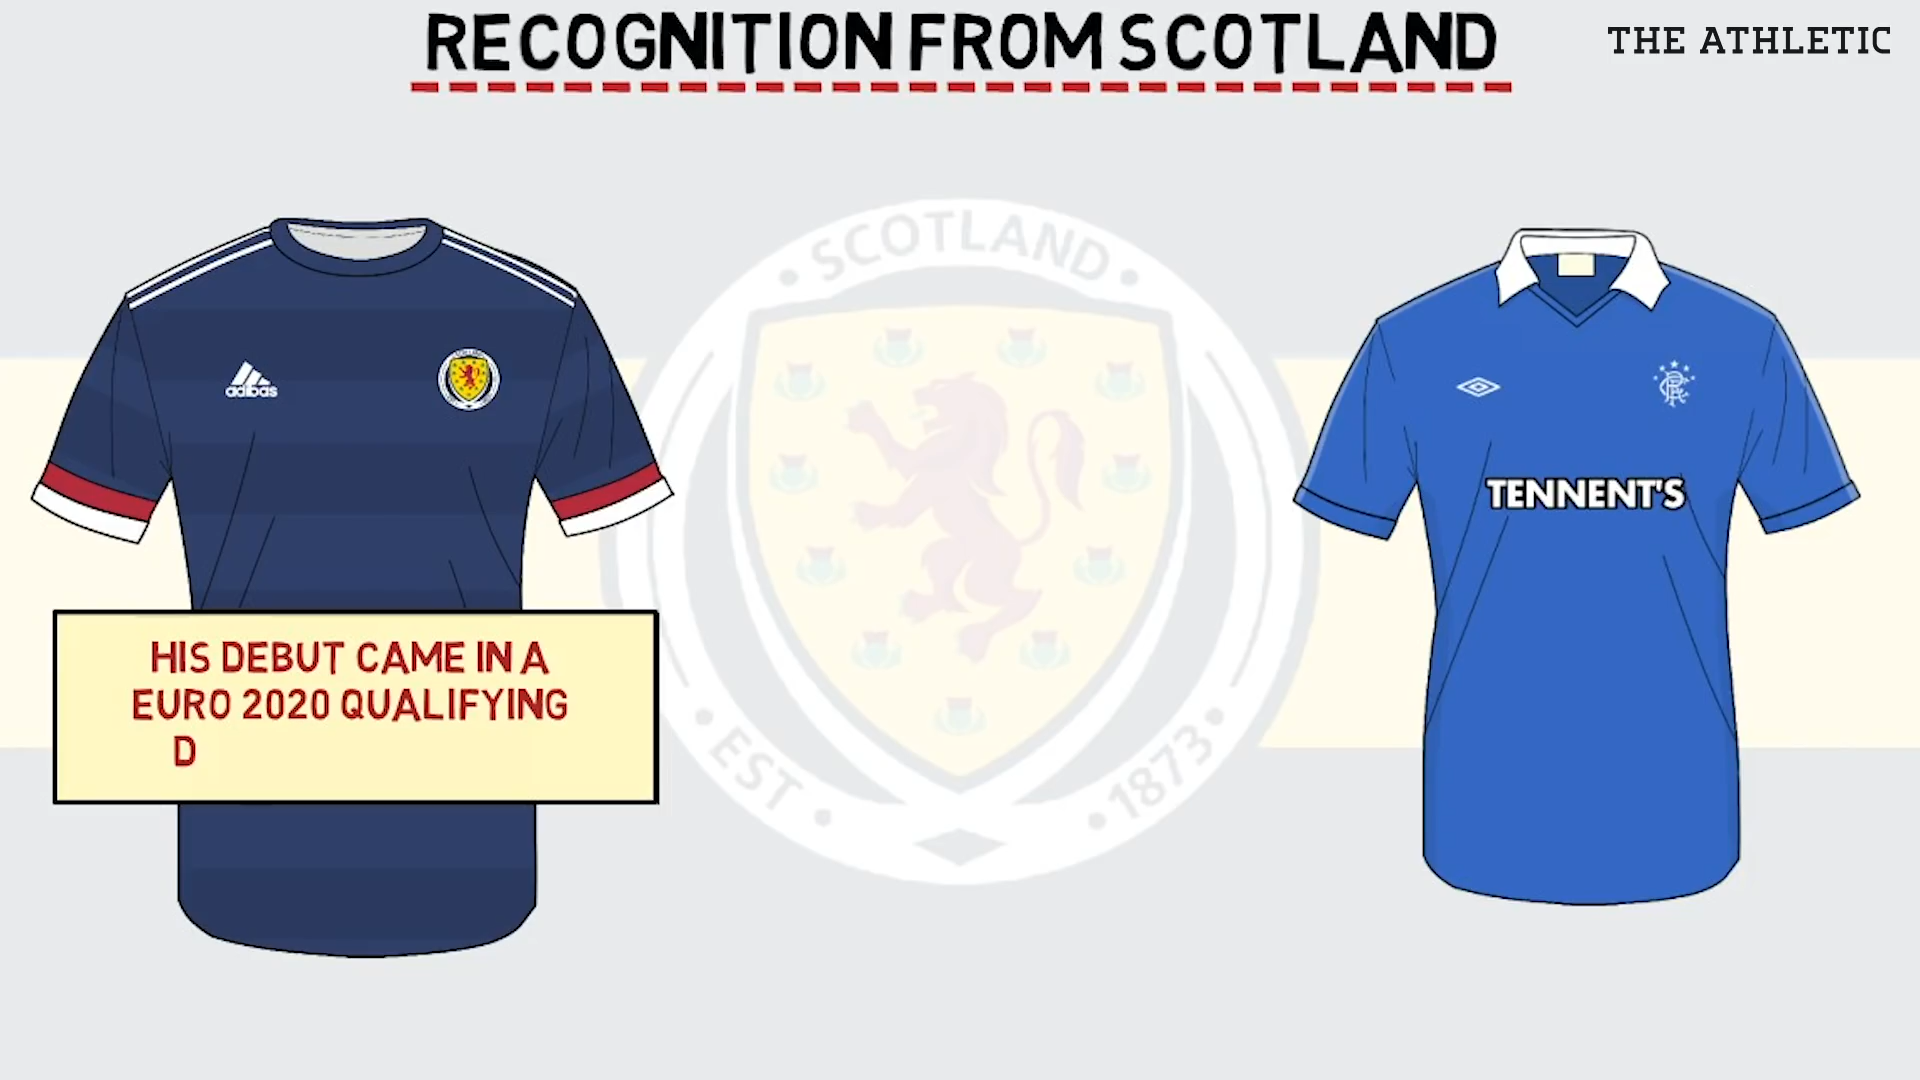 RECOGNITION FROM SCOTLAND
THE ATHLETIC
adidas
SCOTLAND
TENNENT'S
HIS DEBUT CAME IN A
EURO 2020 QUALIFYING
D
EST
1873